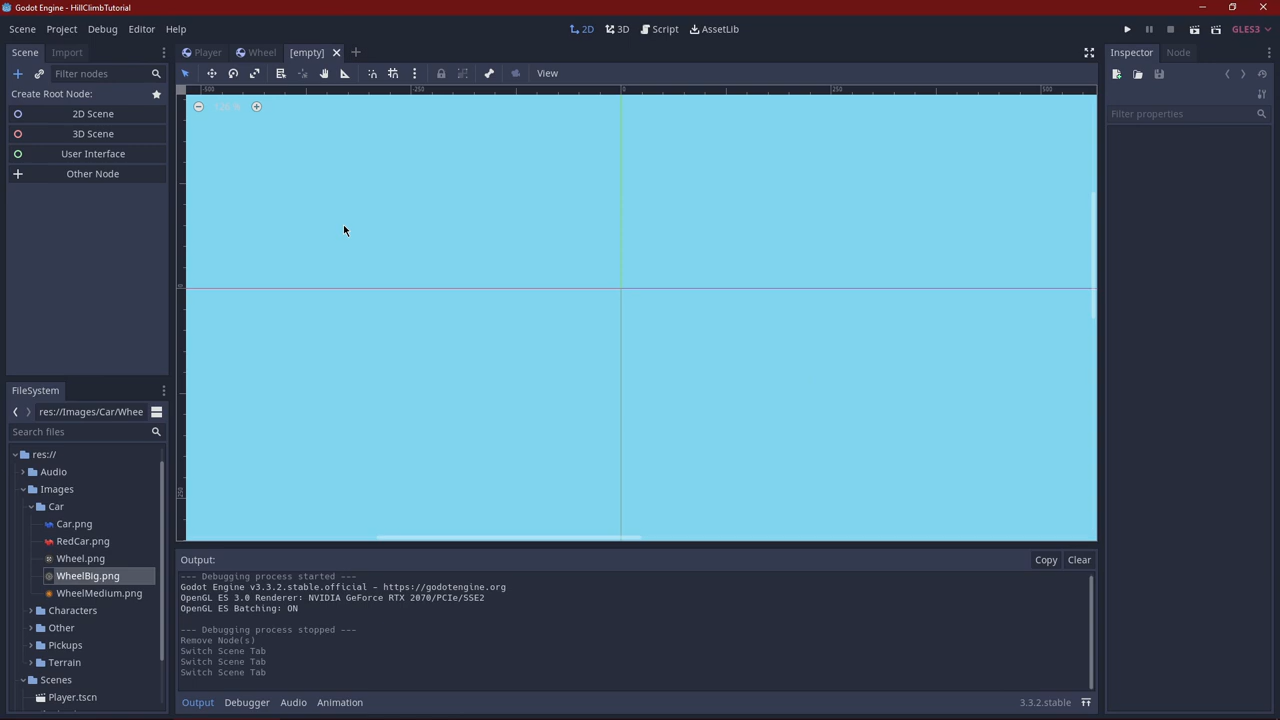 Godot Engine - HillClimbTutorial
Scene Project Debug Editor Help
2D 3D Script AssetLib
GLES3
Scene Import
Filter nodes
Create Root Node:
2D Scene
3D Scene
User Interface
Other Node
Player Wheel [empty]
View
-500 -250 0 250 500
0
250
Inspector Node
Filter properties
FileSystem
res://Images/Car/Whee
Search files
res://
Audio
Images
Car
Car.png
RedCar.png
Wheel.png
WheelBig.png
WheelMedium.png
Characters
Other
Pickups
Terrain
Scenes
Player.tscn
Output:
Copy Clear
--- Debugging process started ---
Godot Engine v3.3.2.stable.official - https://godotengine.org
OpenGL ES 3.0 Renderer: NVIDIA GeForce RTX 2070/PCIe/SSE2
OpenGL ES Batching: ON
--- Debugging process stopped ---
Remove Node(s)
Switch Scene Tab
Switch Scene Tab
Switch Scene Tab
Output Debugger Audio Animation
3.3.2.stable